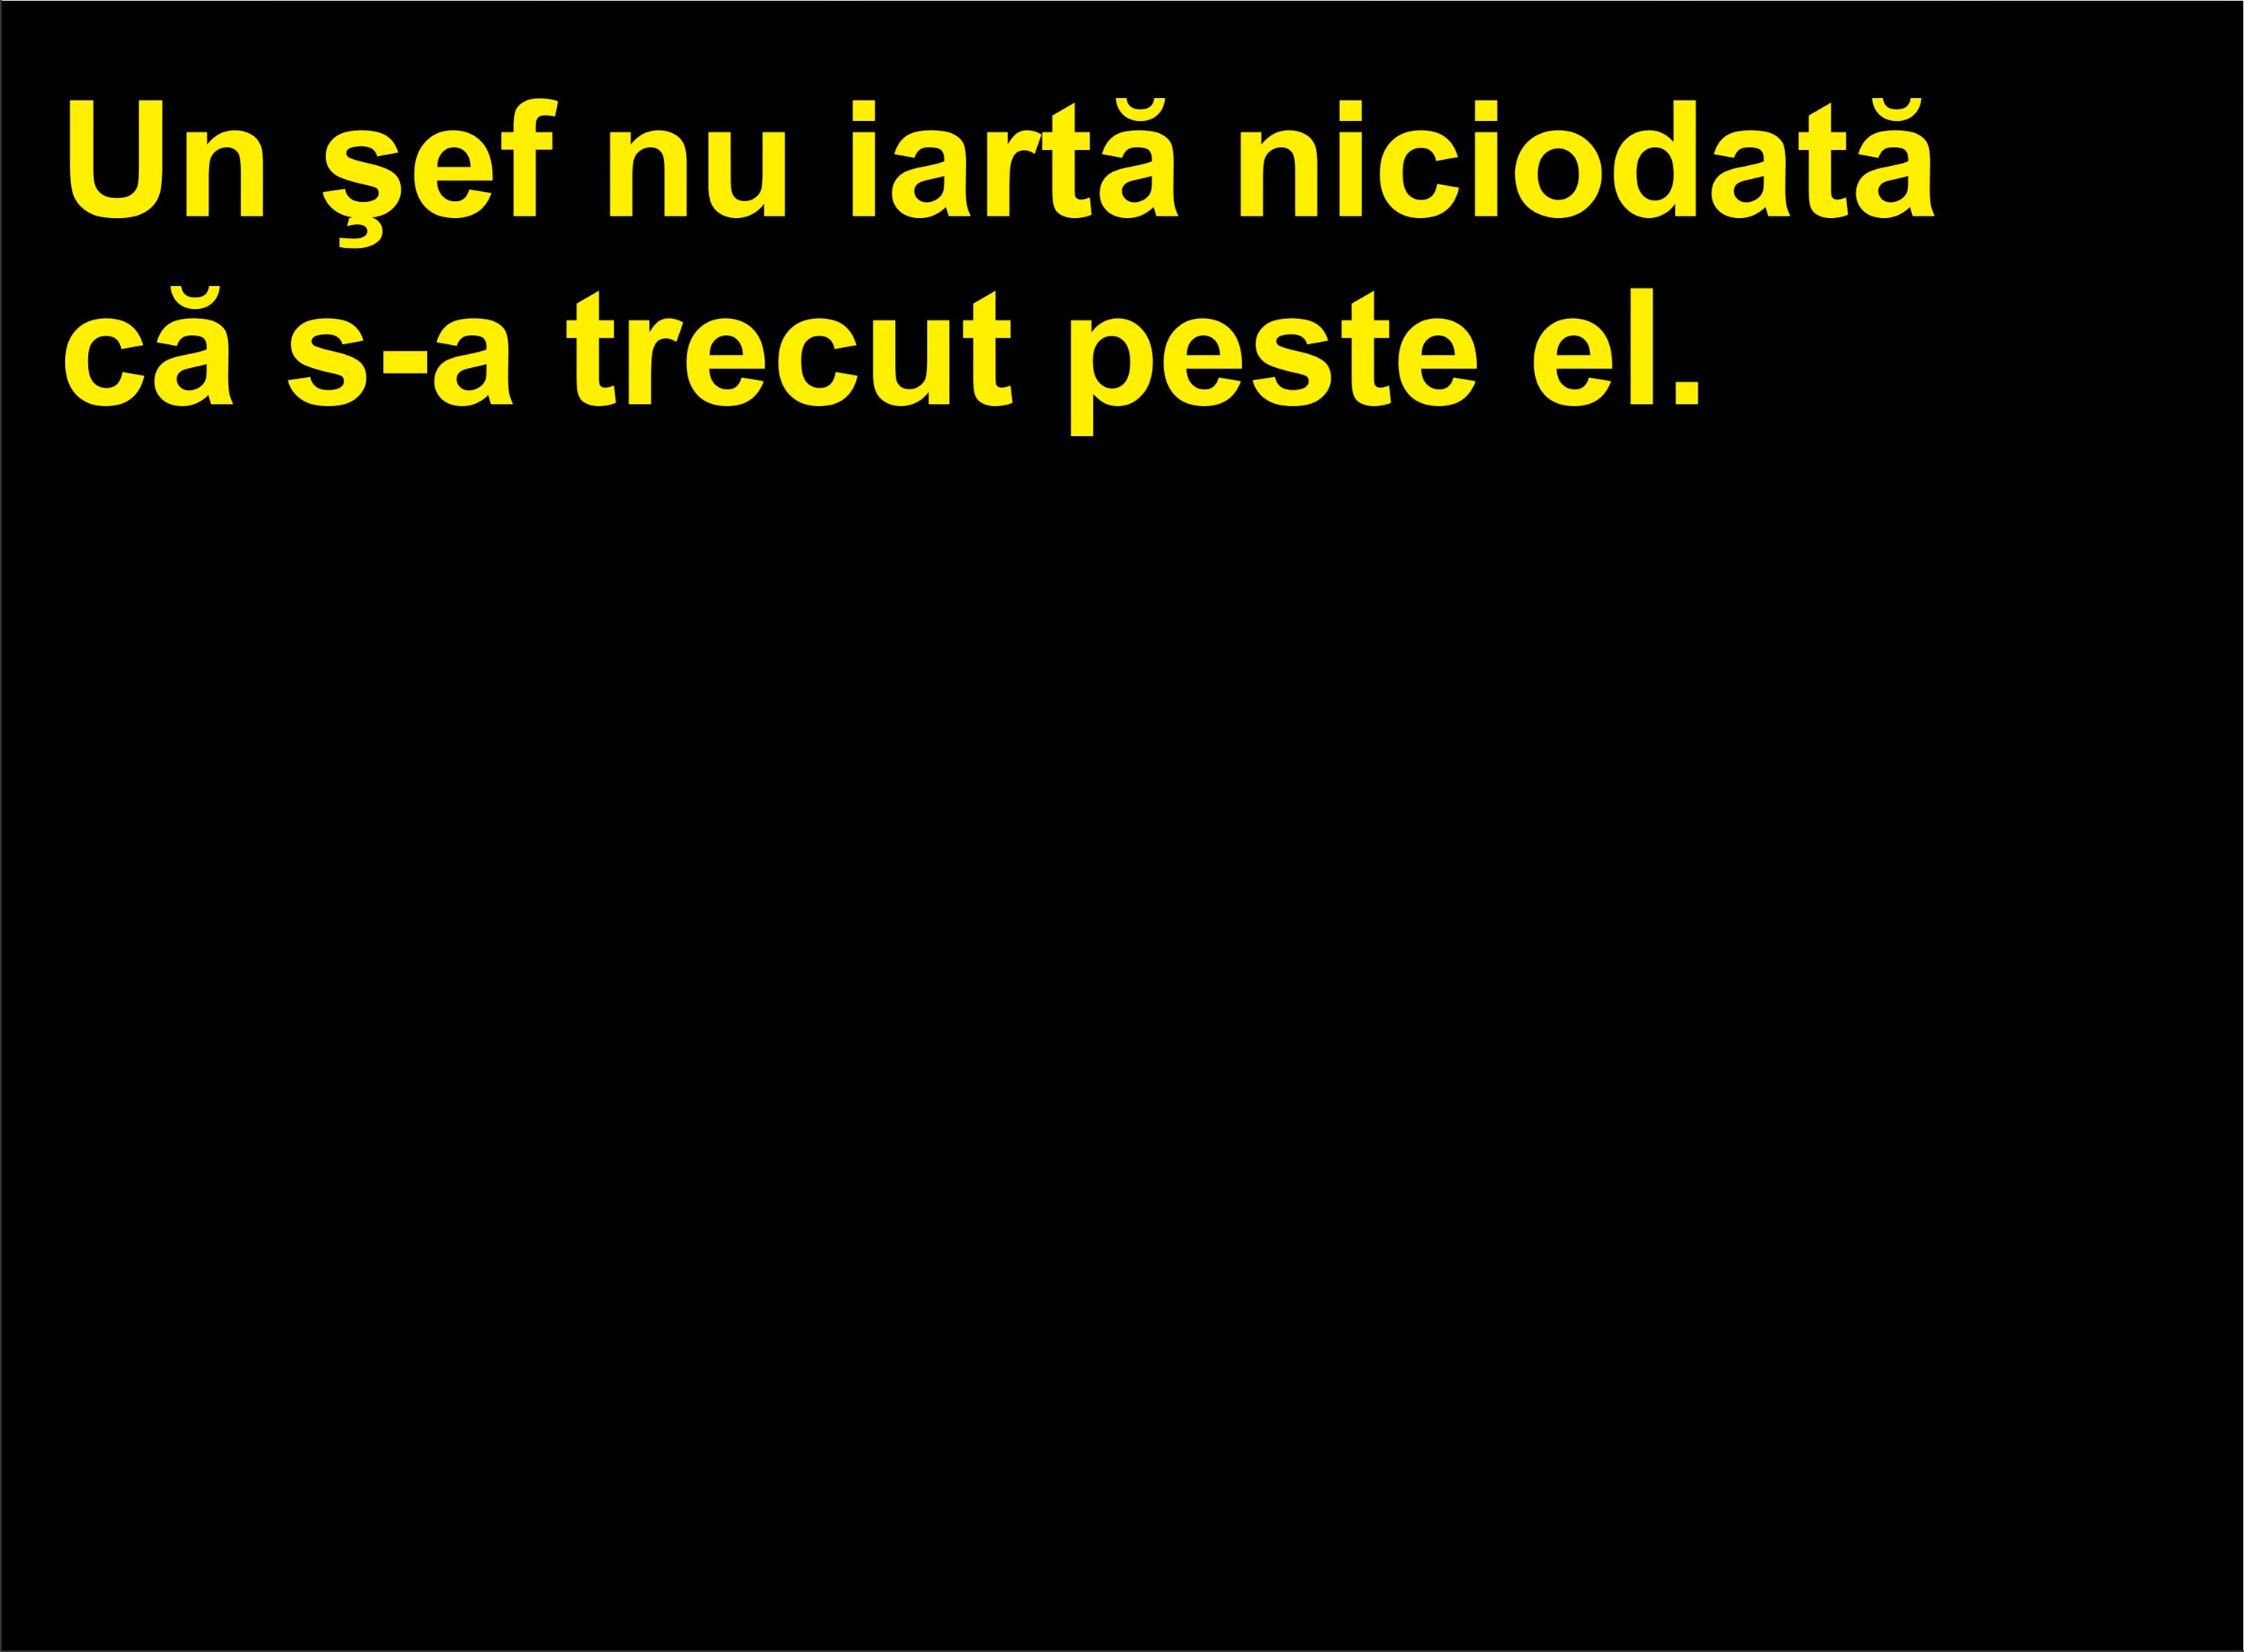 Un şef nu iartă niciodată
că s-a trecut peste el.